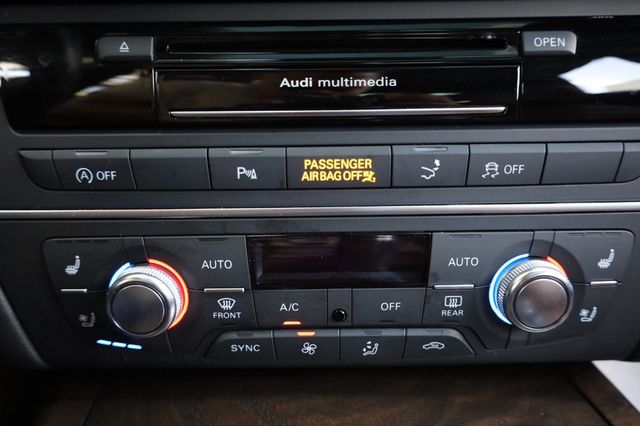 OPEN
Audi multimedia
A OFF
P
PASSENGER
AIR BAG OFF
OFF
AUTO
AUTO
FRONT
A/C
OFF
REAR
SYNC